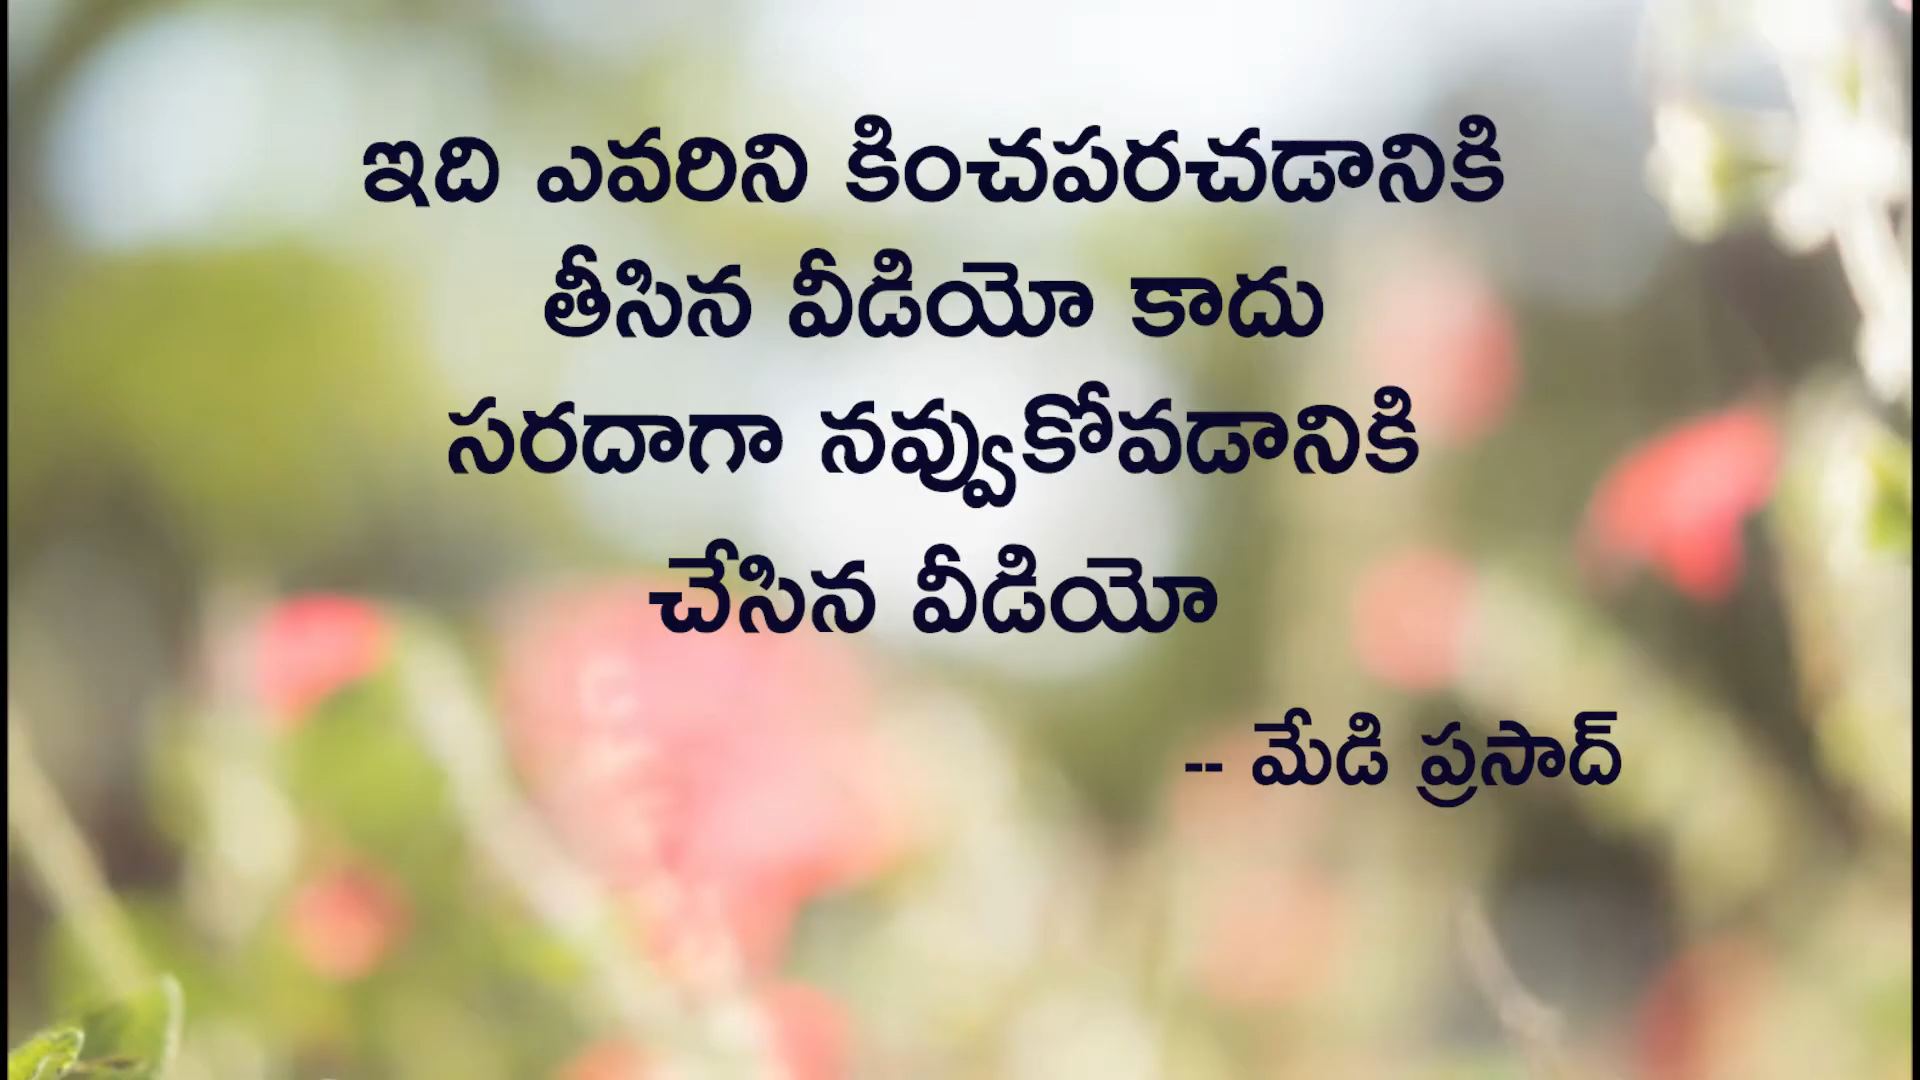 ఇది ఎవరిని కించపరచడానికి
తీసిన వీడియో కాదు
సరదాగా నవ్వుకోవడానికి
చేసిన వీడియో
-- మేడి ప్రసాద్